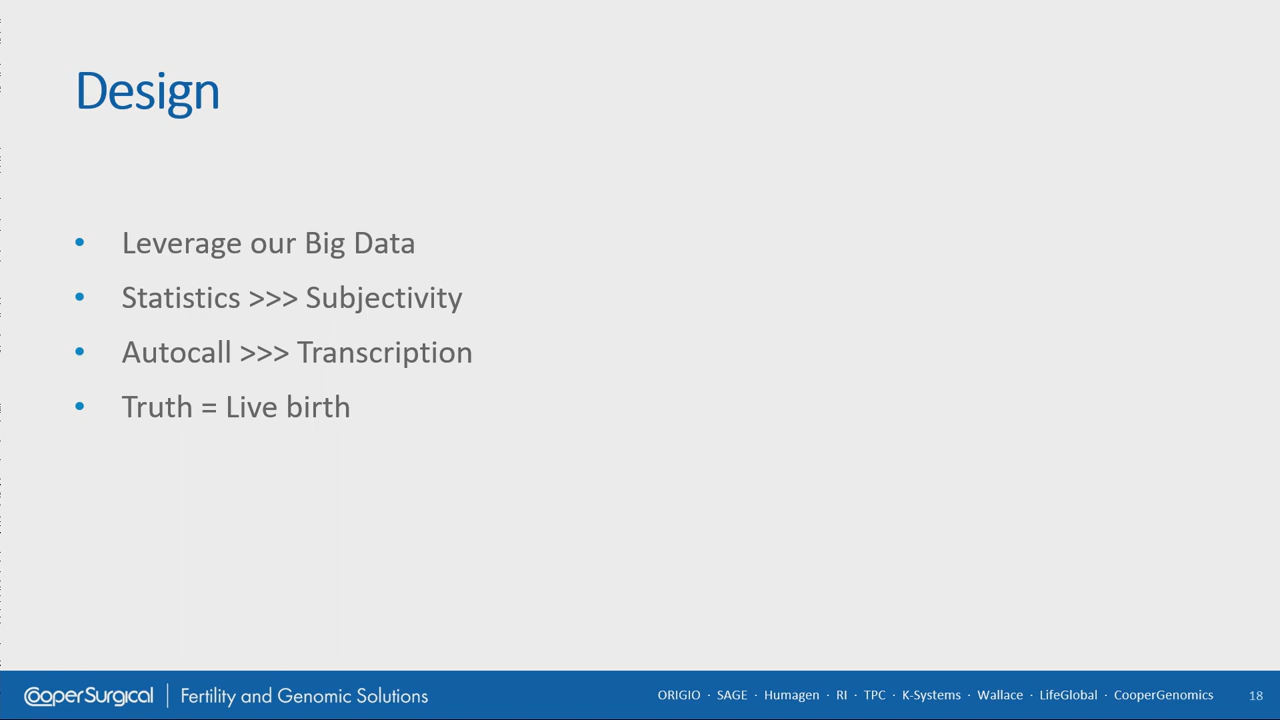 Design
• Leverage our Big Data
• Statistics >>> Subjectivity
• Autocall >>> Transcription
• Truth = Live birth
CooperSurgical | Fertility and Genomic Solutions
ORIGIO · SAGE · Humagen · RI · TPC · K-Systems · Wallace · LifeGlobal · CooperGenomics
18